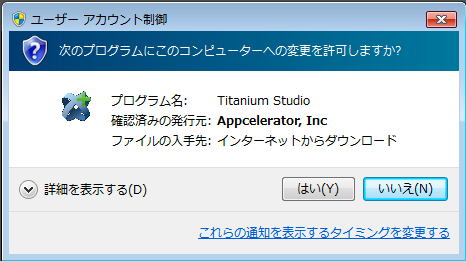 ユーザー アカウント制御
次のプログラムにこのコンピューターへの変更を許可しますか?
プログラム名: Titanium Studio
確認済みの発行元: Appcelerator, Inc
ファイルの入手先: インターネットからダウンロード
詳細を表示する(D)
はい(Y)
いいえ(N)
これらの通知を表示するタイミングを変更する